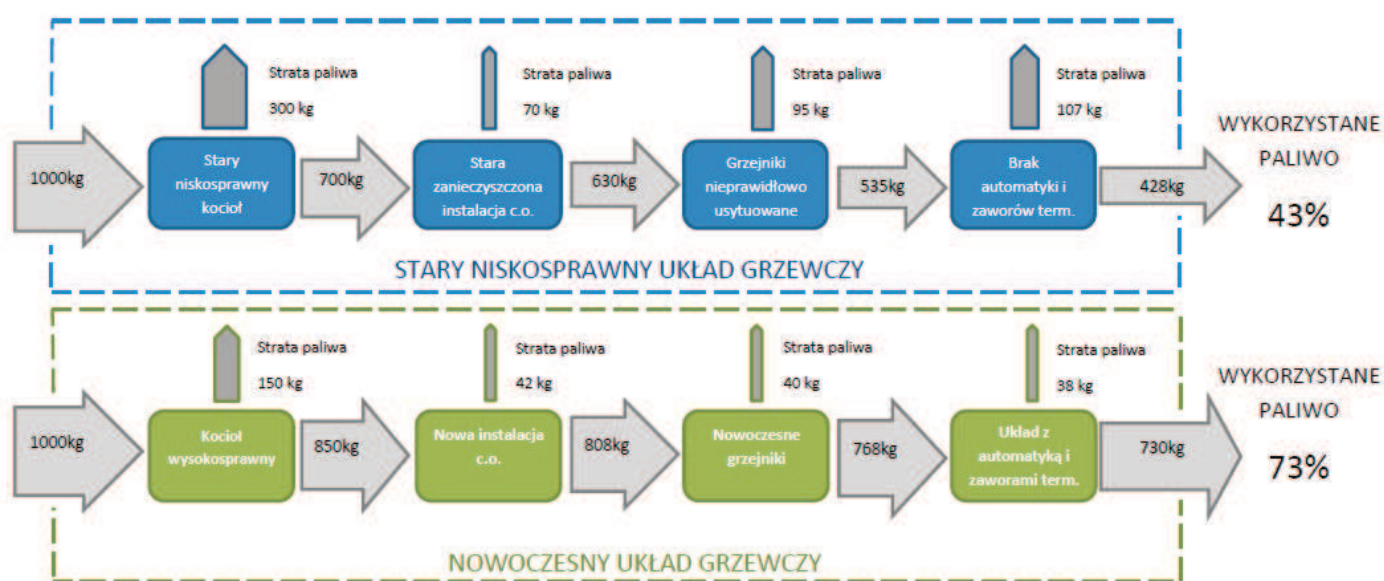 Strata paliwa
300 kg
Strata paliwa
70 kg
Strata paliwa
95 kg
Strata paliwa
107 kg
1000kg
Stary
niskosprawny
kocioł
700kg
Stara
zanieczyszczona
instalacja c.o.
630kg
Grzejniki
nieprawidłowo
usytuowane
535kg
Brak
automatyki i
zaworów term.
428kg
WYKORZYSTANE
PALIWO
43%
STARY NISKOSPRAWNY UKŁAD GRZEWCZY
Strata paliwa
150 kg
Strata paliwa
42 kg
Strata paliwa
40 kg
Strata paliwa
38 kg
1000kg
Kocioł
wysokosprawny
850kg
Nowa instalacja
c.o.
808kg
Nowoczesne
grzejniki
768kg
Układ z
automatyką i
zaworami term.
730kg
WYKORZYSTANE
PALIWO
73%
NOWOCZESNY UKŁAD GRZEWCZY